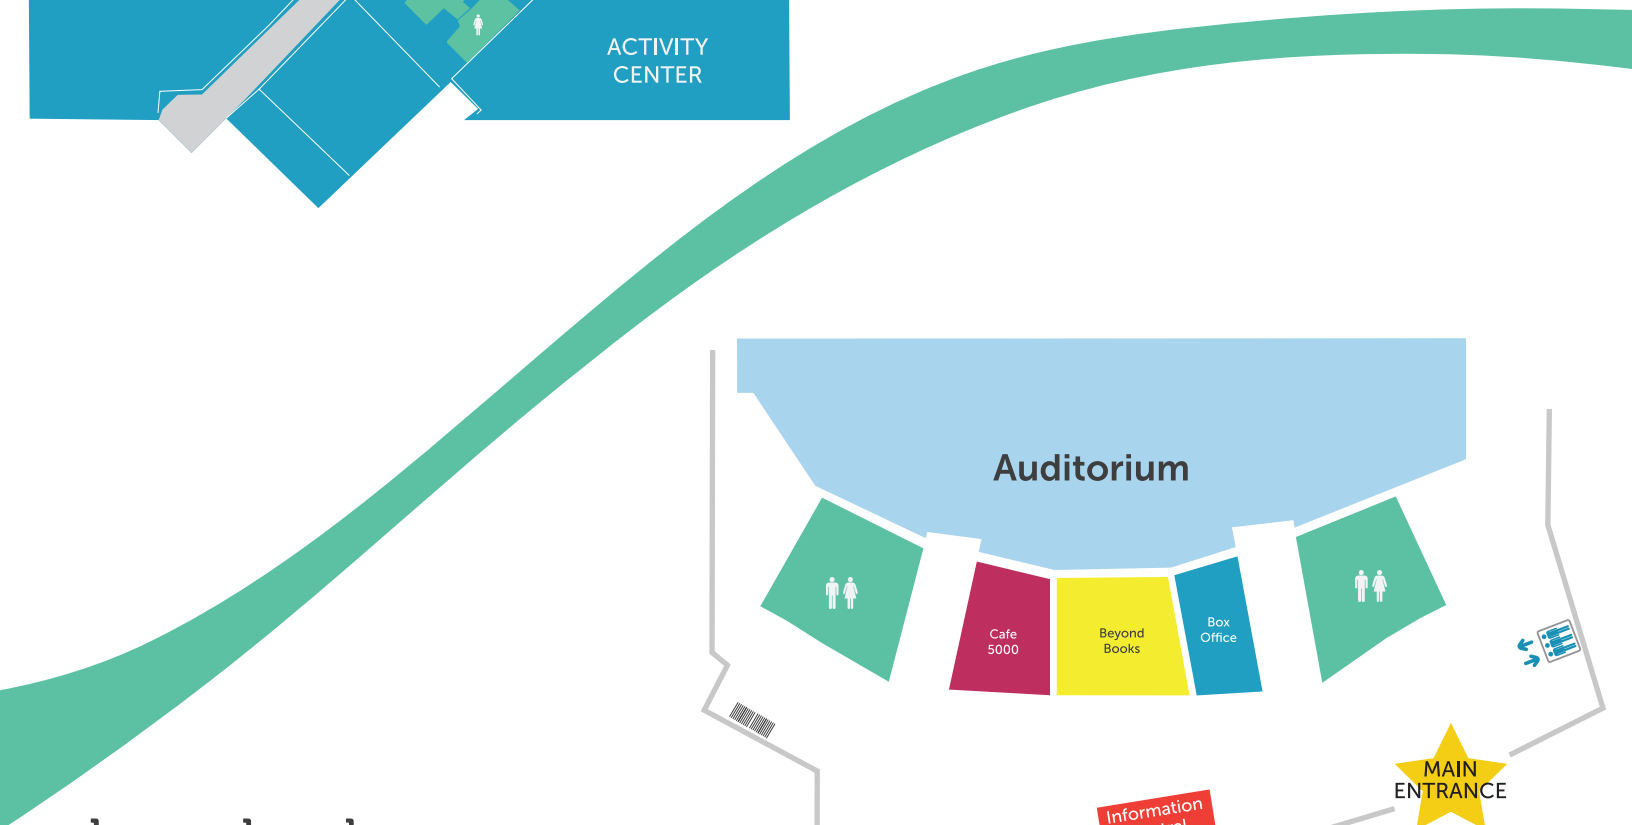 ACTIVITY
CENTER
Auditorium
Cafe
5000
Beyond
Books
Box
Office
MAIN
ENTRANCE
Information